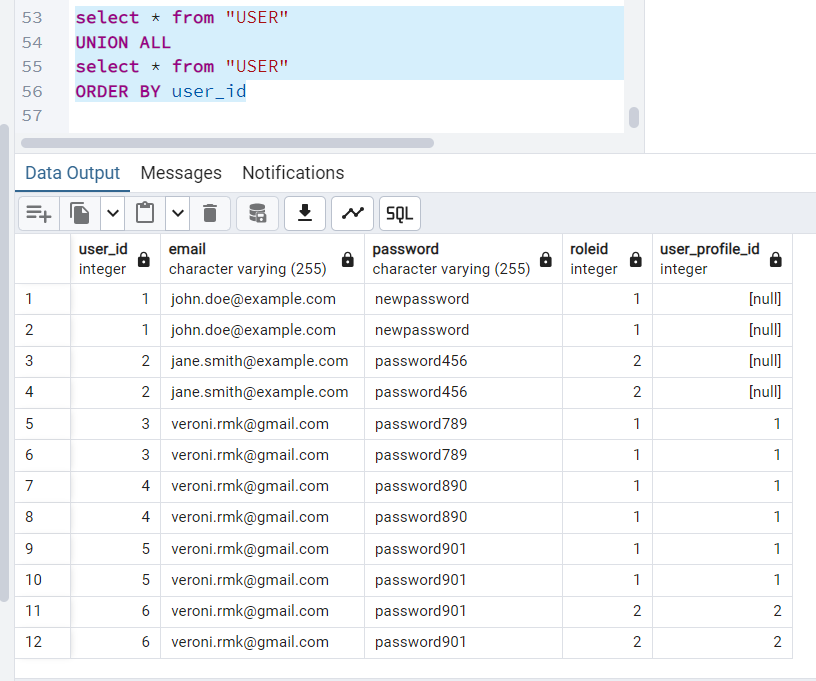 53 select * from "USER"
54 UNION ALL
55 select * from "USER"
56 ORDER BY user_id
57
Data Output Messages Notifications
SQL
user_id email password roleid user_profile_id
integer character varying (255) character varying (255) integer integer
1 1 john.doe@example.com newpassword 1 [null]
2 1 john.doe@example.com newpassword 1 [null]
3 2 jane.smith@example.com password456 2 [null]
4 2 jane.smith@example.com password456 2 [null]
5 3 veroni.rmk@gmail.com password789 1 1
6 3 veroni.rmk@gmail.com password789 1 1
7 4 veroni.rmk@gmail.com password890 1 1
8 4 veroni.rmk@gmail.com password890 1 1
9 5 veroni.rmk@gmail.com password901 1 1
10 5 veroni.rmk@gmail.com password901 1 1
11 6 veroni.rmk@gmail.com password901 2 2
12 6 veroni.rmk@gmail.com password901 2 2